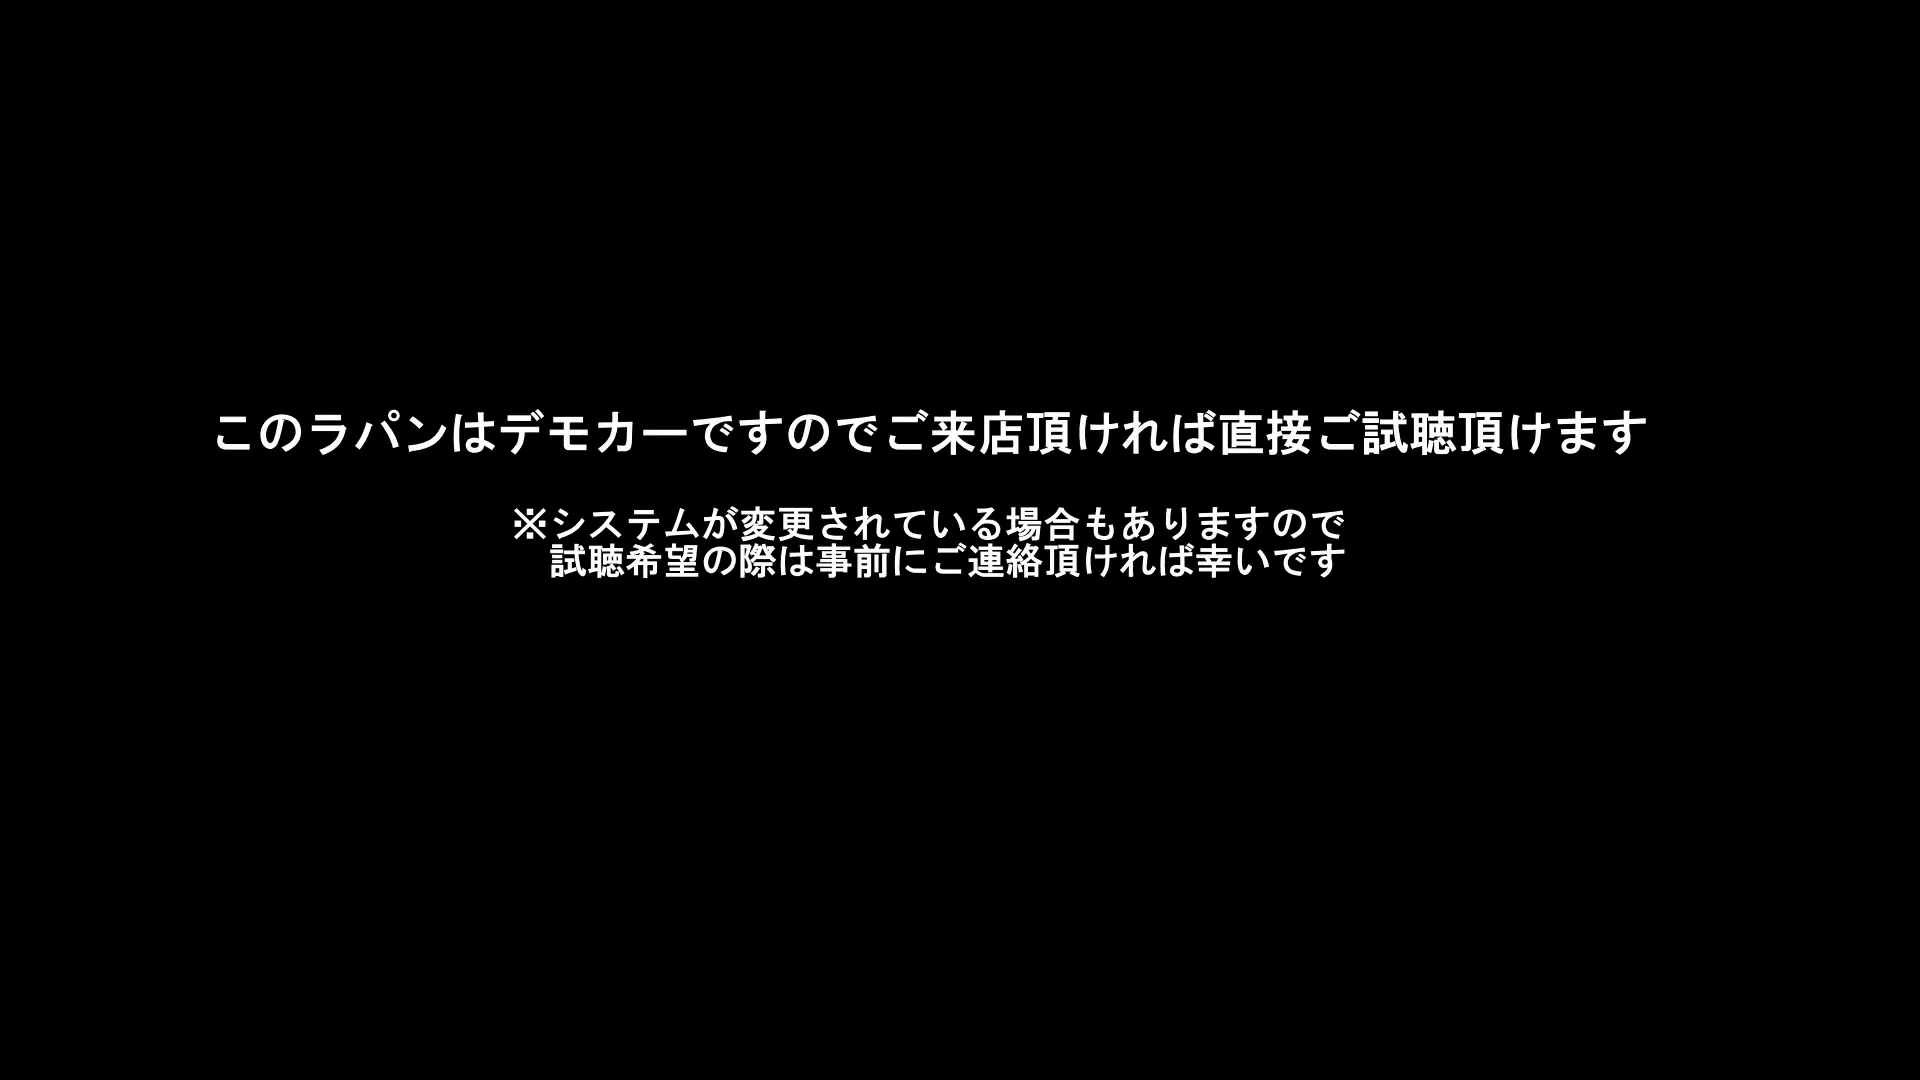 このラパンはデモカーですのでご来店頂ければ直接ご試聴頂けます
※システムが変更されている場合もありますので
試聴希望の際は事前にご連絡頂ければ幸いです